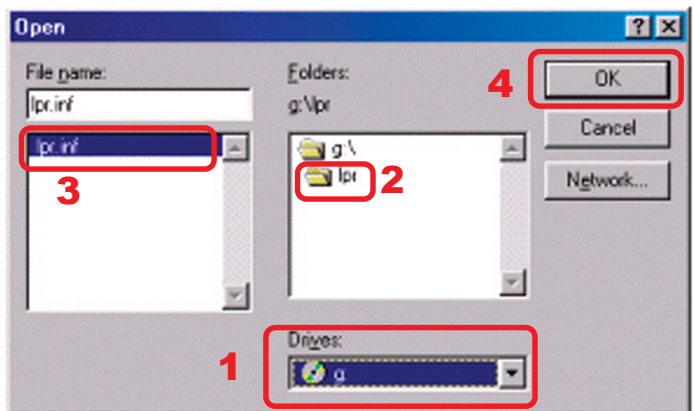 Open
File name:
lpr.inf
lpr.inf
3
Folders:
g:\lpr
g:\
lpr
2
Drives:
1
g
4
OK
Cancel
Network...